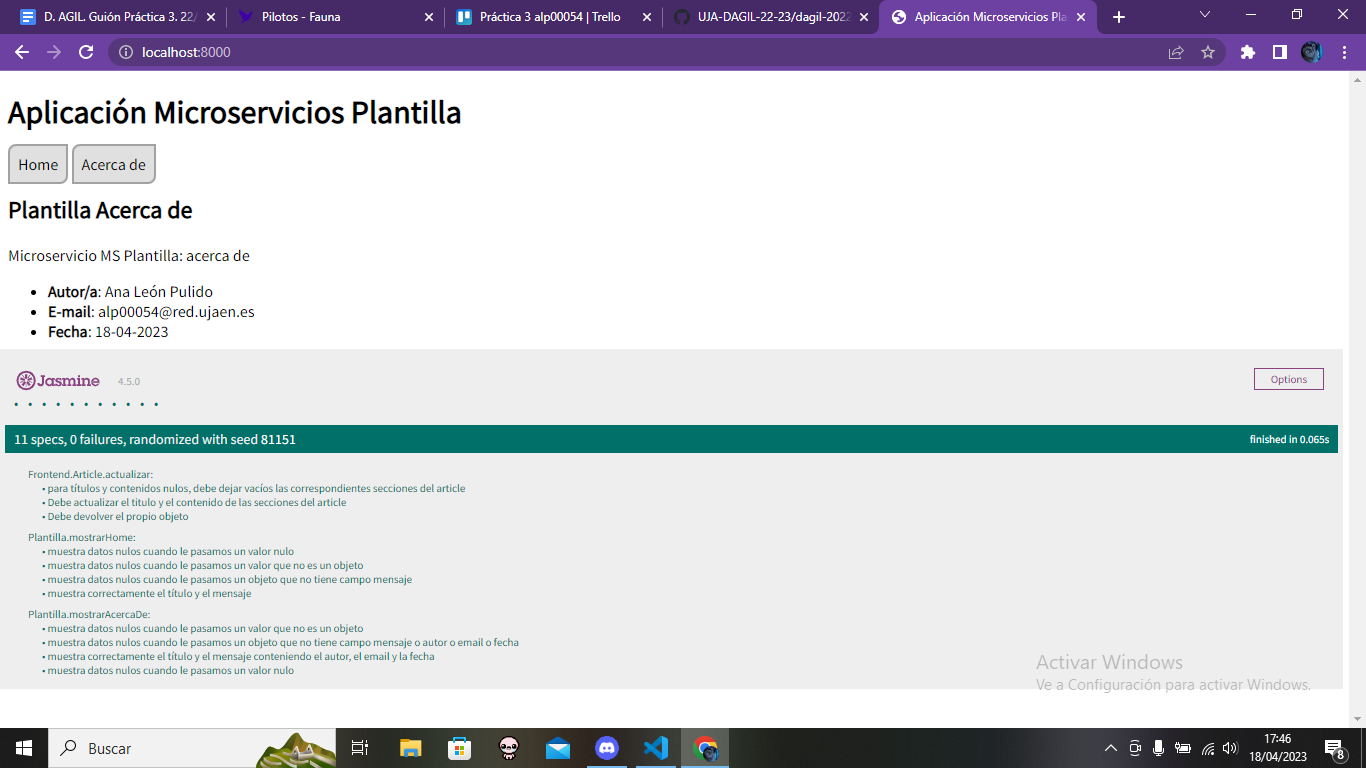 D. AGIL. Guión Práctica 3. 22/
Pilotos - Fauna
Práctica 3 alp00054 | Trello
UJA-DAGIL-22-23/dagil-2022
Aplicación Microservicios Pla
localhost:8000
Aplicación Microservicios Plantilla
Home
Acerca de
Plantilla Acerca de
Microservicio MS Plantilla: acerca de
• Autor/a: Ana León Pulido
• E-mail: alp00054@red.ujaen.es
• Fecha: 18-04-2023
Jasmine 4.5.0
Options
11 specs, 0 failures, randomized with seed 81151
finished in 0.065s
Frontend.Article.actualizar:
• para títulos y contenidos nulos, debe dejar vacíos las correspondientes secciones del article
• Debe actualizar el titulo y el contenido de las secciones del article
• Debe devolver el propio objeto
Plantilla.mostrarHome:
• muestra datos nulos cuando le pasamos un valor nulo
• muestra datos nulos cuando le pasamos un valor que no es un objeto
• muestra datos nulos cuando le pasamos un objeto que no tiene campo mensaje
• muestra correctamente el título y el mensaje
Plantilla.mostrarAcercaDe:
• muestra datos nulos cuando le pasamos un valor que no es un objeto
• muestra datos nulos cuando le pasamos un objeto que no tiene campo mensaje o autor o email o fecha
• muestra correctamente el título y el mensaje conteniendo el autor, el email y la fecha
• muestra datos nulos cuando le pasamos un valor nulo
Activar Windows
Ve a Configuración para activar Windows.
Buscar
17:46
18/04/2023
8